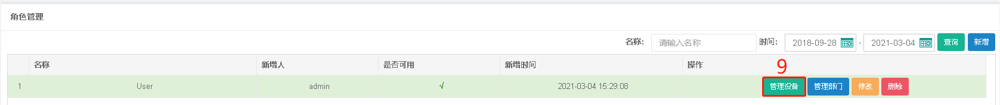 角色管理
名称： 请输入名称 时间： 2018-09-28 - 2021-03-04 查询 新增
名称 新增人 是否可用 新增时间 操作
9
1 User admin √ 2021-03-04 15:29:08 管理设备 管理部门 修改 删除